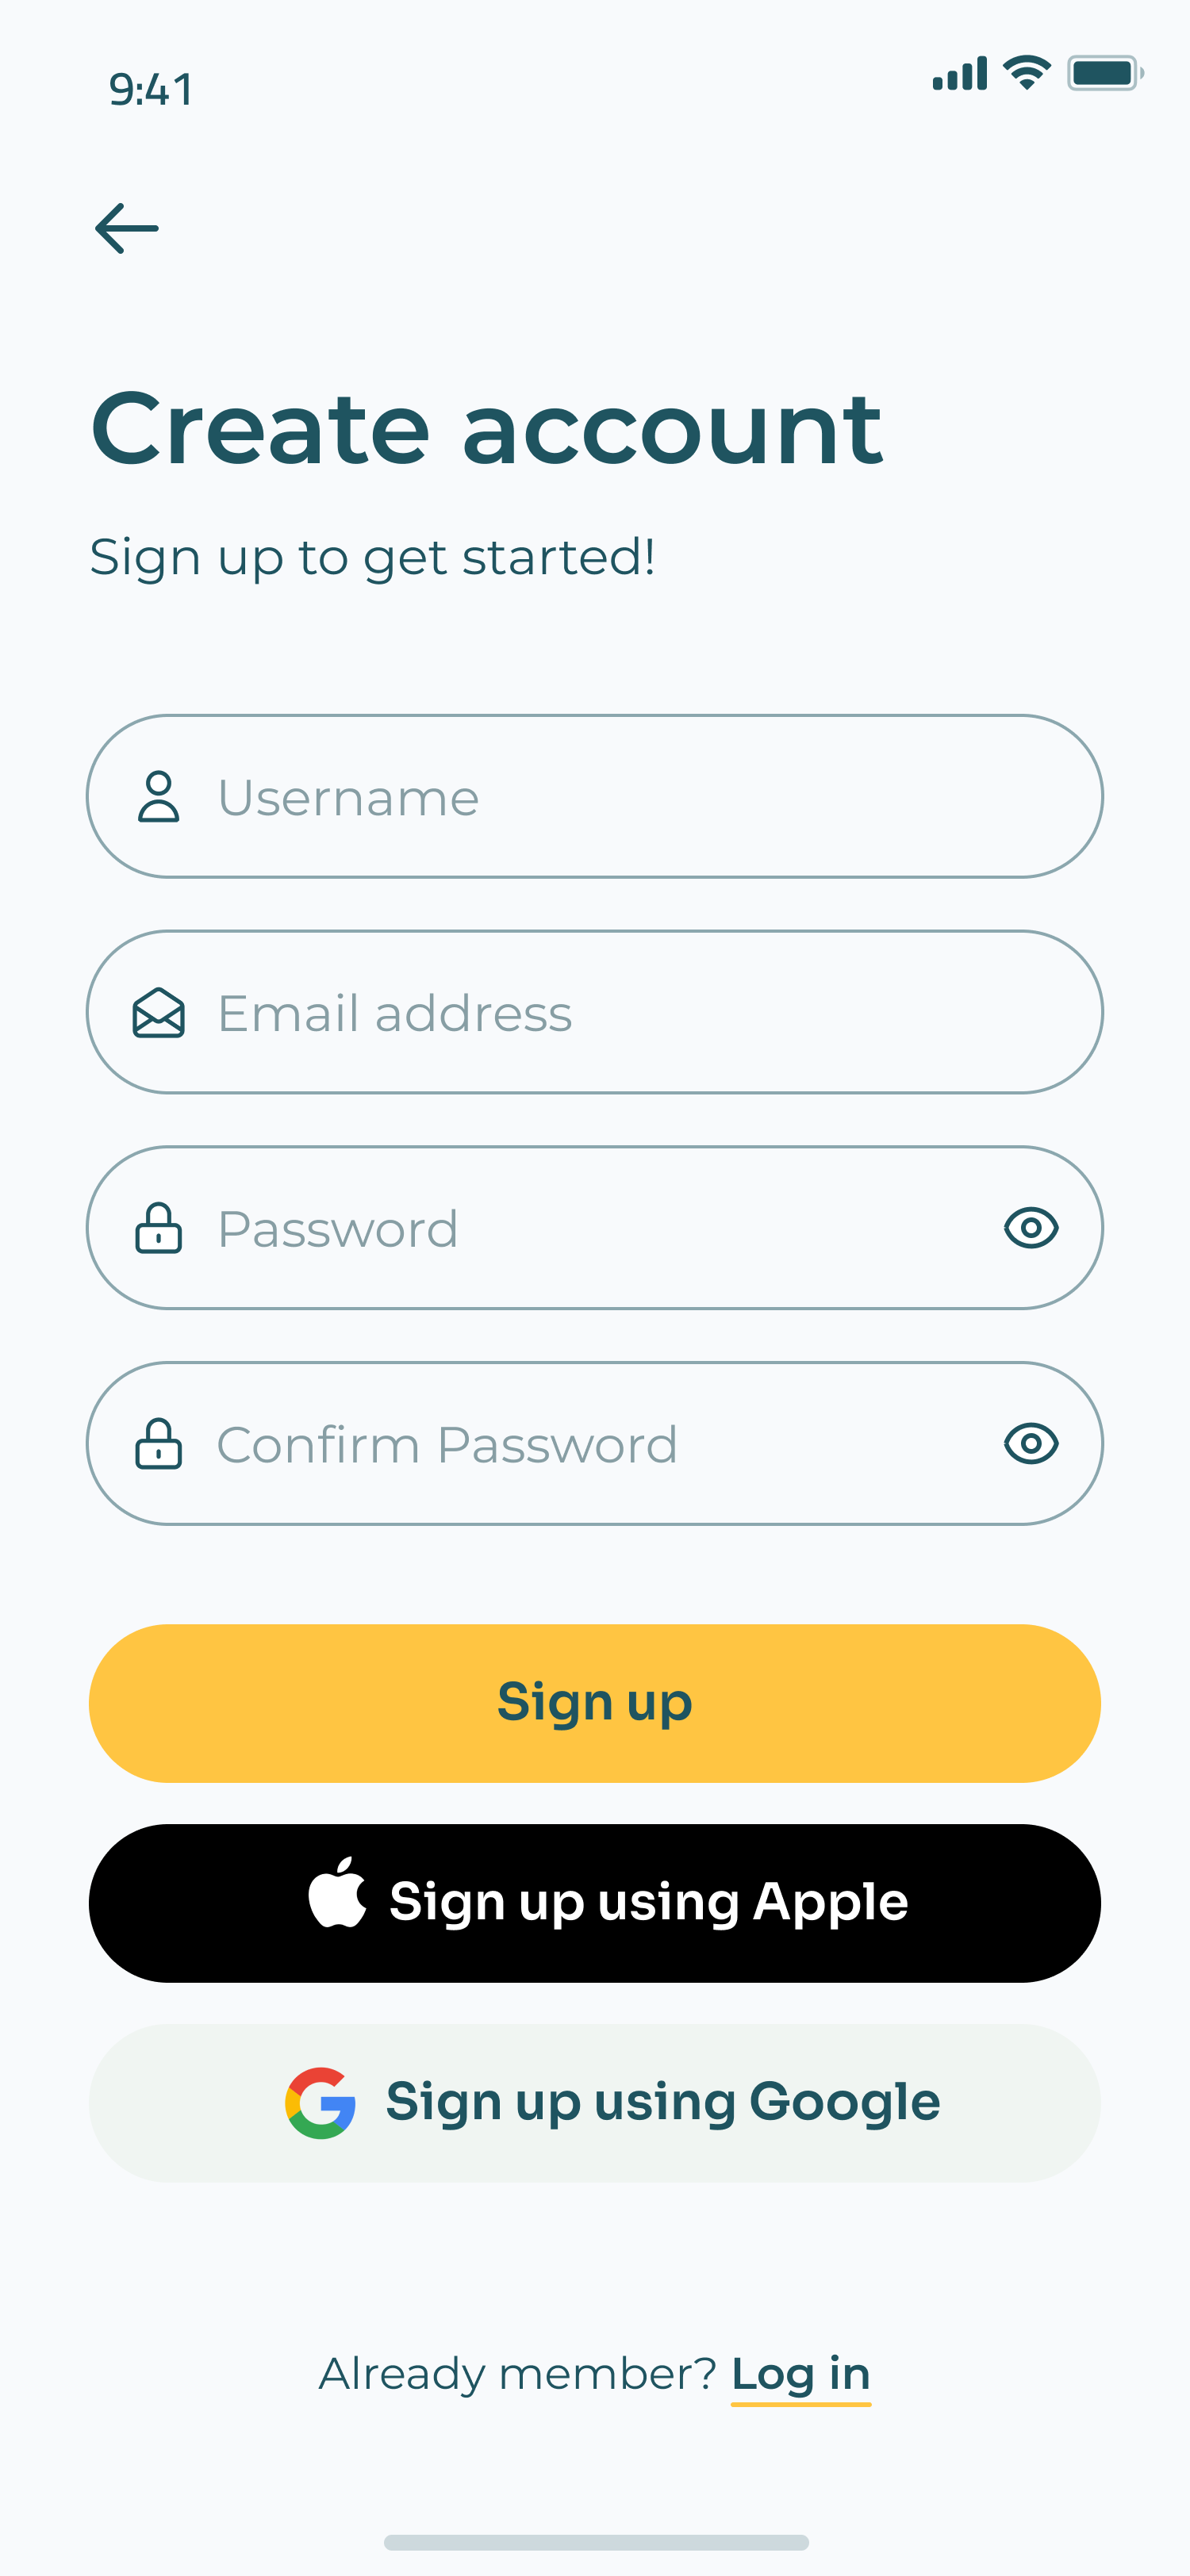 9:41
Create account
Sign up to get started!
Username
Email address
Password
Confirm Password
Sign up
Sign up using Apple
Sign up using Google
Already member? Log in